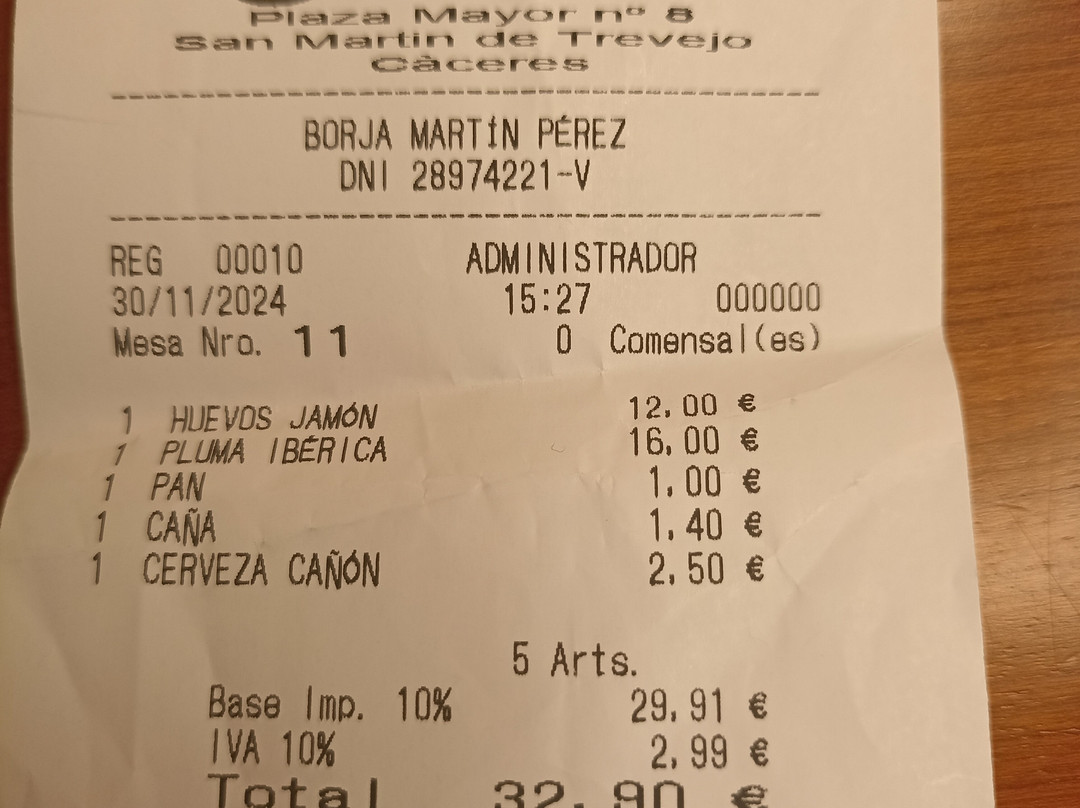 Plaza Mayor nº 8
San Martin de Trevejo
Càceres
BORJA MARTÍN PÉREZ
DNI 28974221-V
REG 00010 ADMINISTRADOR
30/11/2024 15:27 000000
Mesa Nro. 11 0 Comensal(es)
1 HUEVOS JAMÓN 12,00 €
1 PLUMA IBÉRICA 16,00 €
1 PAN 1,00 €
1 CAÑA 1,40 €
1 CERVEZA CAÑÓN 2,50 €
5 Arts.
Base Imp. 10% 29,91 €
IVA 10% 2,99 €
Total 32,90 €